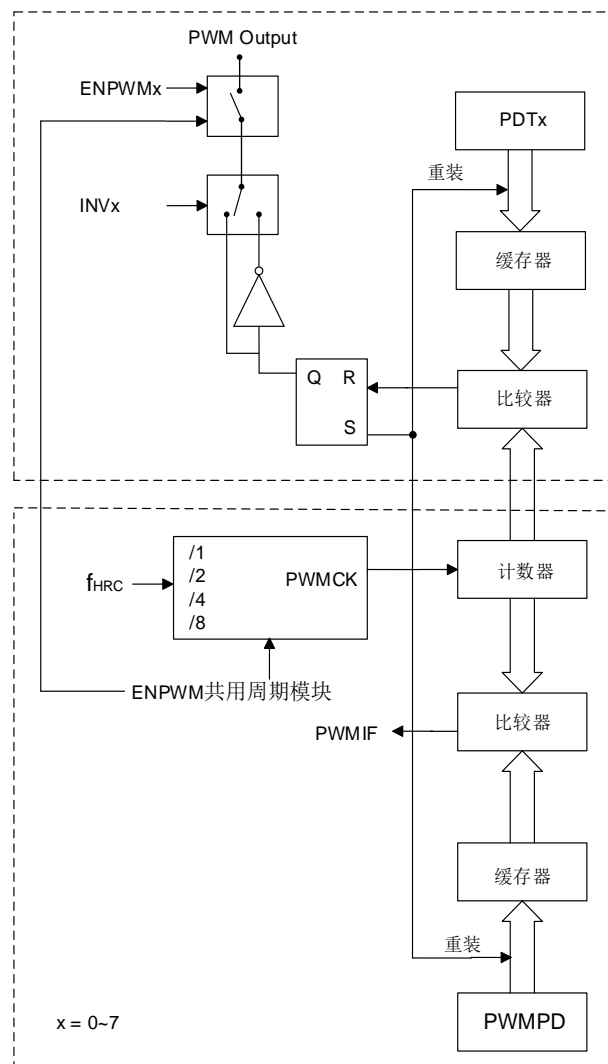 PWM Output
ENPWMx
PDTx
重装
INVx
缓存器
Q R
S
比较器
/1
/2
/4
/8
PWMCK
fHRC
计数器
ENPWM共用周期模块
PWMIF
比较器
缓存器
重装
x = 0~7
PWMPD